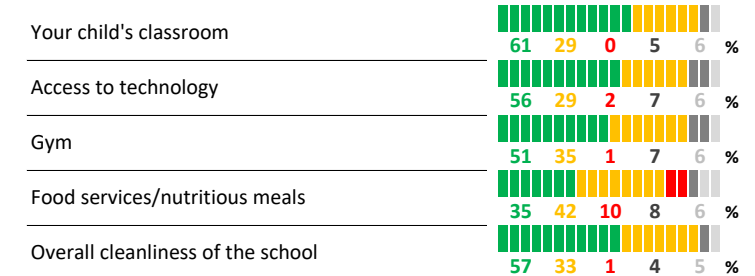 Your child's classroom
61 29 0 5 6 %
Access to technology
56 29 2 7 6 %
Gym
51 35 1 7 6 %
Food services/nutritious meals
35 42 10 8 6 %
Overall cleanliness of the school
57 33 1 4 5 %